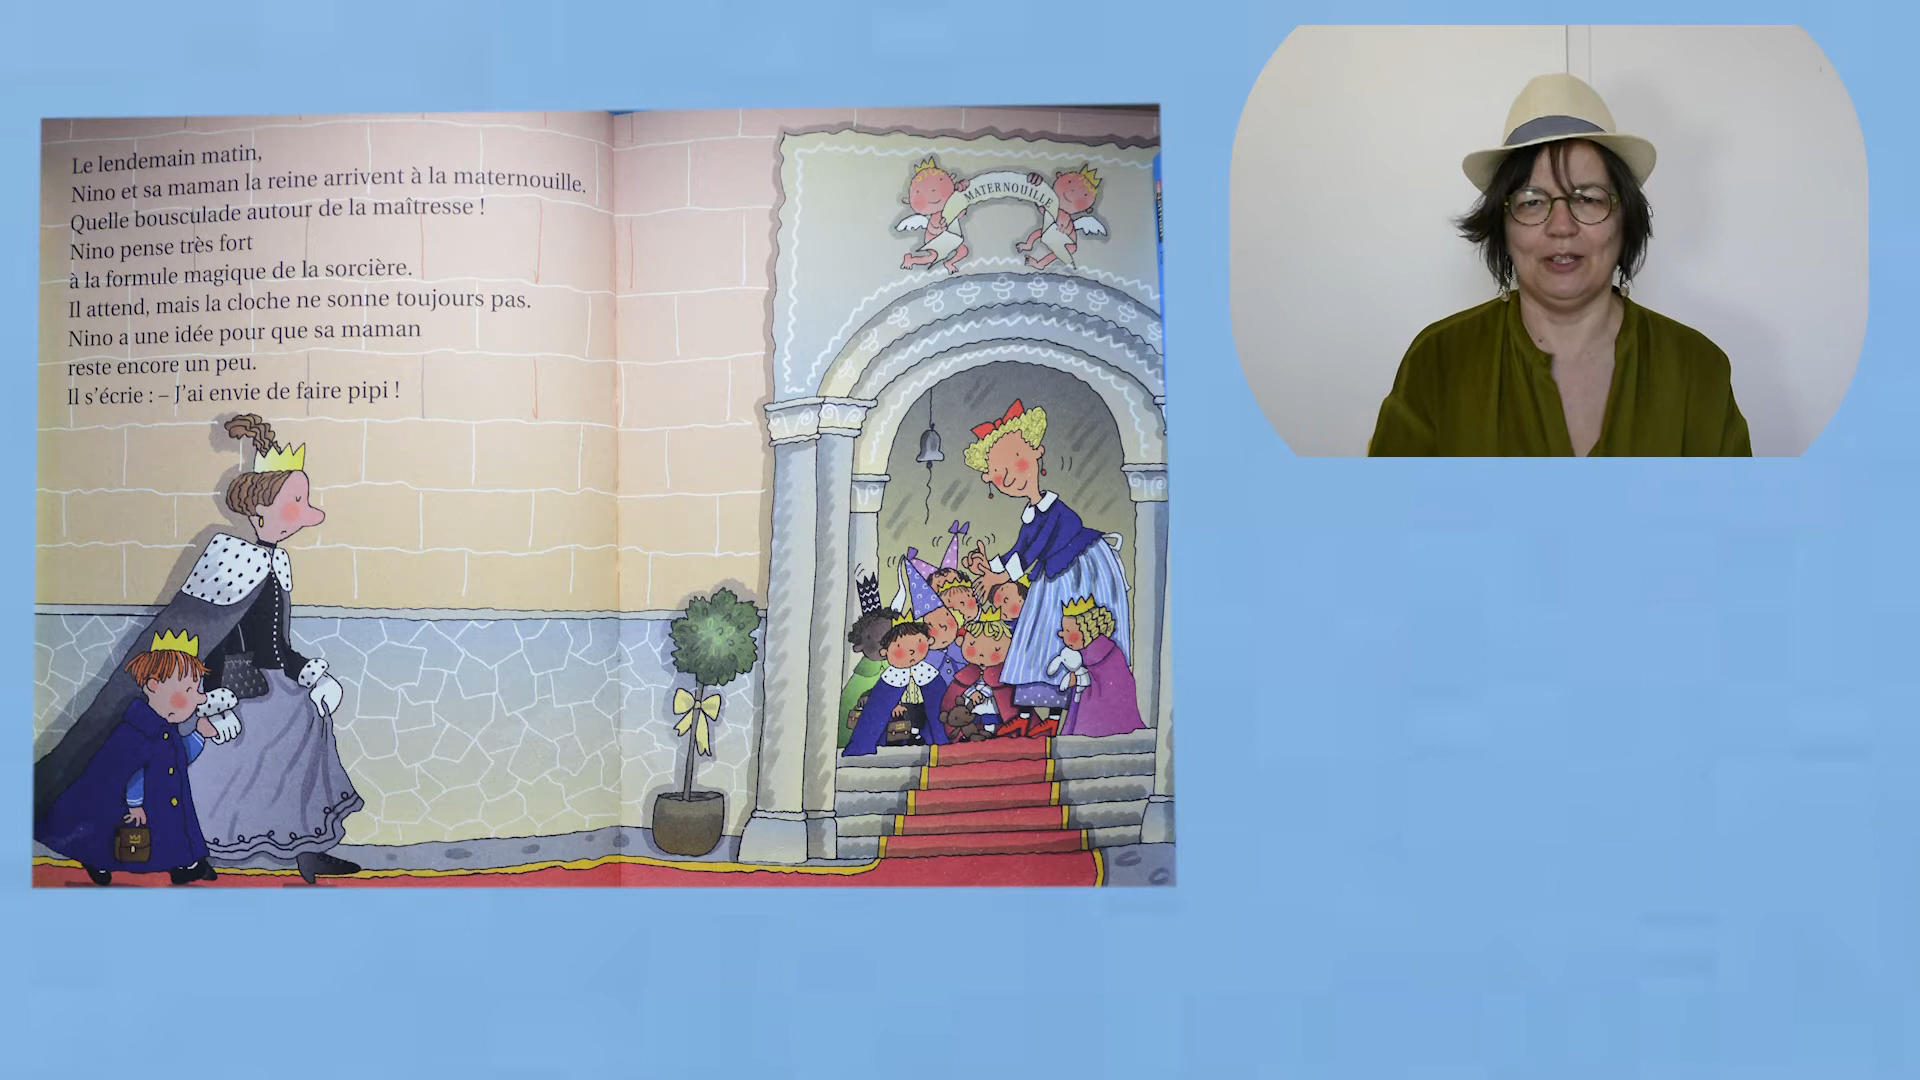 Le lendemain matin,
Nino et sa maman la reine arrivent à la maternouille.
Quelle bousculade autour de la maîtresse !
Nino pense très fort
à la formule magique de la sorcière.
Il attend, mais la cloche ne sonne toujours pas.
Nino a une idée pour que sa maman
reste encore un peu.
Il s'écrie : – J'ai envie de faire pipi !
MATERNOUILLE